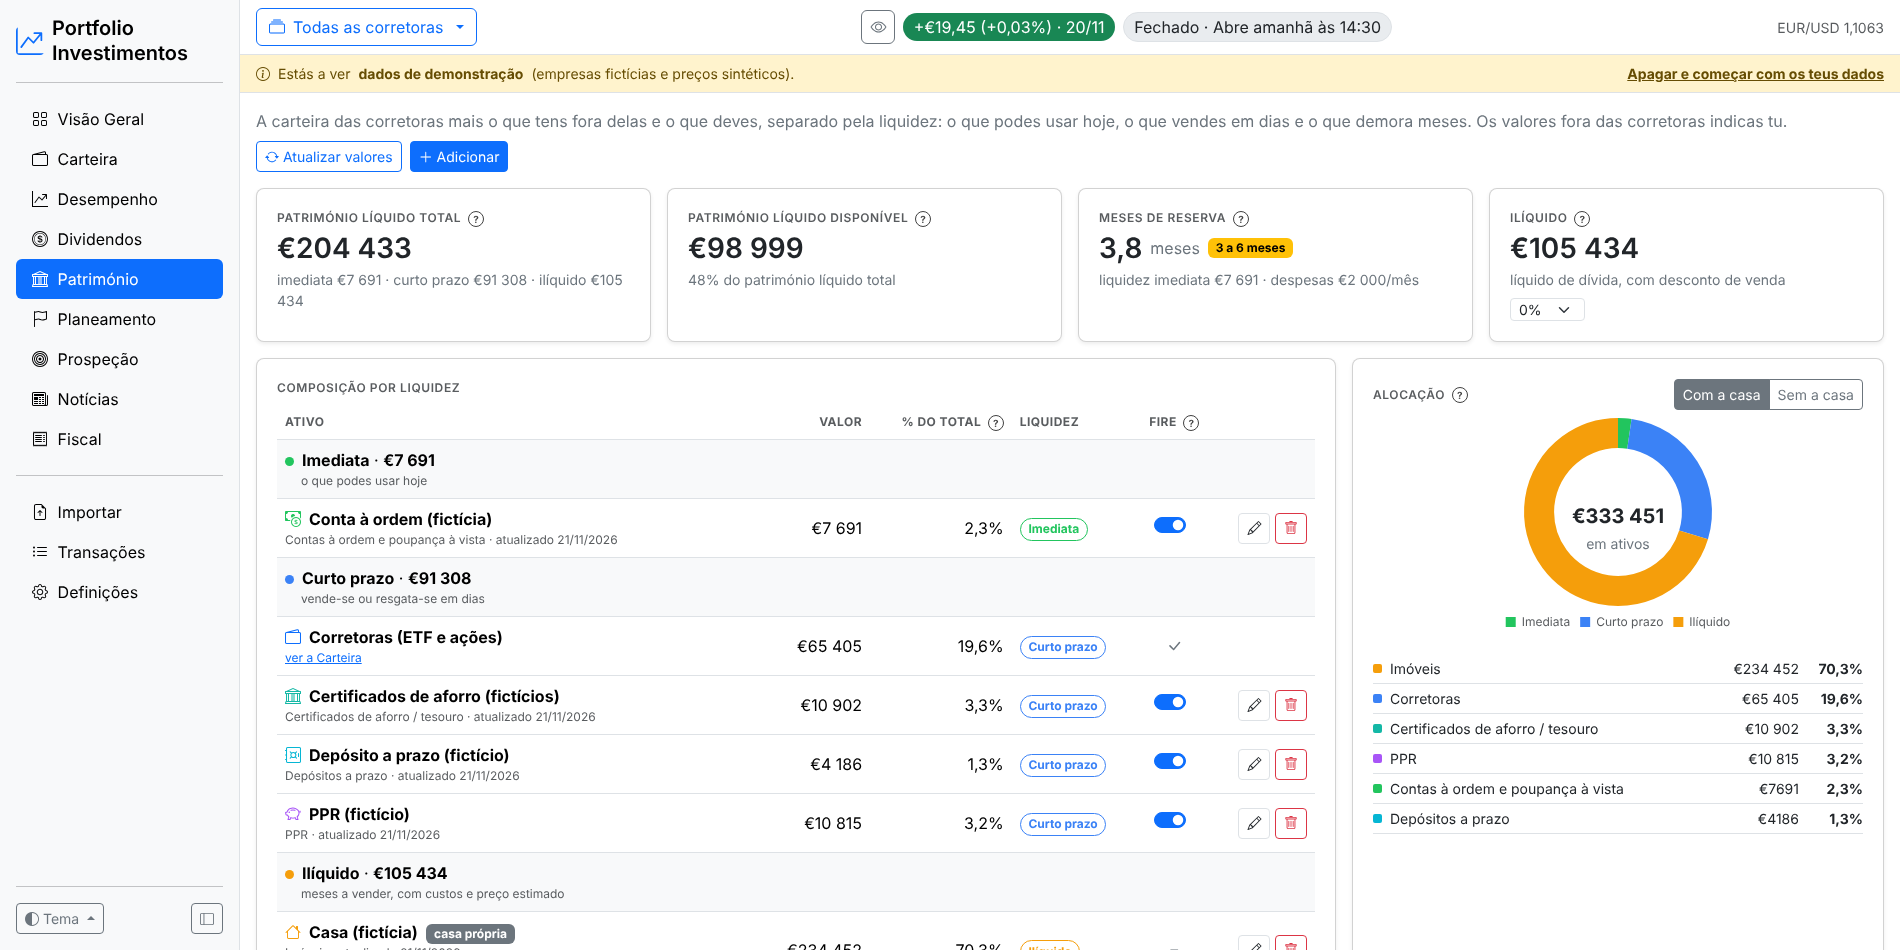 Portfolio
Investimentos
Visão Geral
Carteira
Desempenho
Dividendos
Património
Planeamento
Prospeção
Notícias
Fiscal
Importar
Transações
Definições
Tema
Todas as corretoras
+€19,45 (+0,03%) · 20/11
Fechado · Abre amanhã às 14:30
EUR/USD 1,1063
Estás a ver dados de demonstração (empresas fictícias e preços sintéticos).
Apagar e começar com os teus dados
A carteira das corretoras mais o que tens fora delas e o que deves, separado pela liquidez: o que podes usar hoje, o que vendes em dias e o que demora meses. Os valores fora das corretoras indicas tu.
Atualizar valores
+ Adicionar
PATRIMÓNIO LÍQUIDO TOTAL ?
€204 433
imediata €7 691 · curto prazo €91 308 · ilíquido €105
434
PATRIMÓNIO LÍQUIDO DISPONÍVEL ?
€98 999
48% do património líquido total
MESES DE RESERVA ?
3,8 meses 3 a 6 meses
liquidez imediata €7 691 · despesas €2 000/mês
ILÍQUIDO ?
€105 434
líquido de dívida, com desconto de venda
0%
COMPOSIÇÃO POR LIQUIDEZ
ATIVO VALOR % DO TOTAL ? LIQUIDEZ FIRE ?
Imediata · €7 691
o que podes usar hoje
Conta à ordem (fictícia) €7 691 2,3% Imediata
Contas à ordem e poupança à vista · atualizado 21/11/2026
Curto prazo · €91 308
vende-se ou resgata-se em dias
Corretoras (ETF e ações) €65 405 19,6% Curto prazo
ver a Carteira
Certificados de aforro (fictícios) €10 902 3,3% Curto prazo
Certificados de aforro / tesouro · atualizado 21/11/2026
Depósito a prazo (fictício) €4 186 1,3% Curto prazo
Depósitos a prazo · atualizado 21/11/2026
PPR (fictício) €10 815 3,2% Curto prazo
PPR · atualizado 21/11/2026
Ilíquido · €105 434
meses a vender, com custos e preço estimado
Casa (fictícia) casa própria €234 452 70,3% Ilíquido
ALOCAÇÃO ?
Com a casa Sem a casa
€333 451
em ativos
Imediata Curto prazo Ilíquido
Imóveis €234 452 70,3%
Corretoras €65 405 19,6%
Certificados de aforro / tesouro €10 902 3,3%
PPR €10 815 3,2%
Contas à ordem e poupança à vista €7691 2,3%
Depósitos a prazo €4186 1,3%